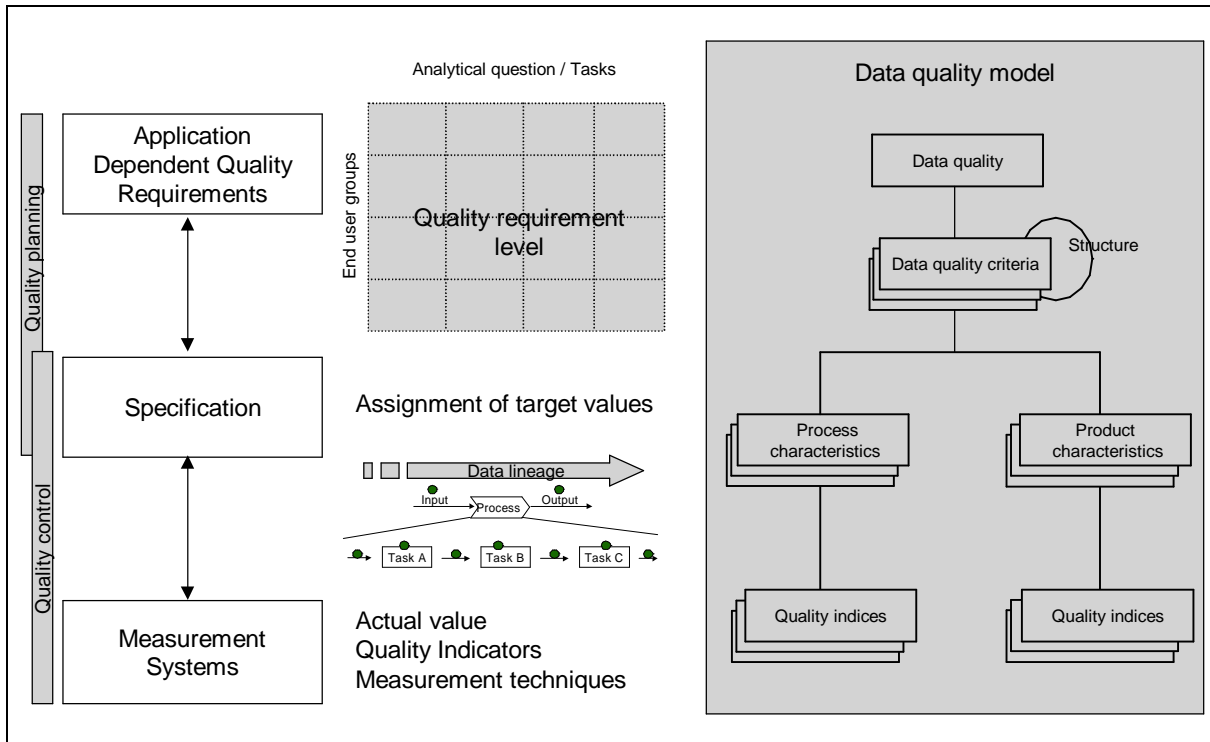 Analytical question / Tasks
Quality planning
Application
Dependent Quality
Requirements
End user groups
Quality requirement
level
Quality control
Specification
Assignment of target values
Data lineage
Input
Process
Output
Task A
Task B
Task C
Measurement
Systems
Actual value
Quality Indicators
Measurement techniques
Data quality model
Data quality
Data quality criteria
Structure
Process
characteristics
Product
characteristics
Quality indices
Quality indices